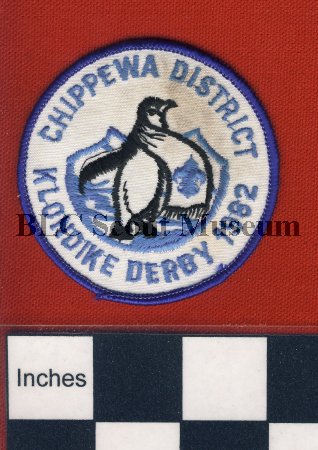 CHIPPEWA DISTRICT
KLONDIKE DERBY 1982
BLC Scout Museum
Inches